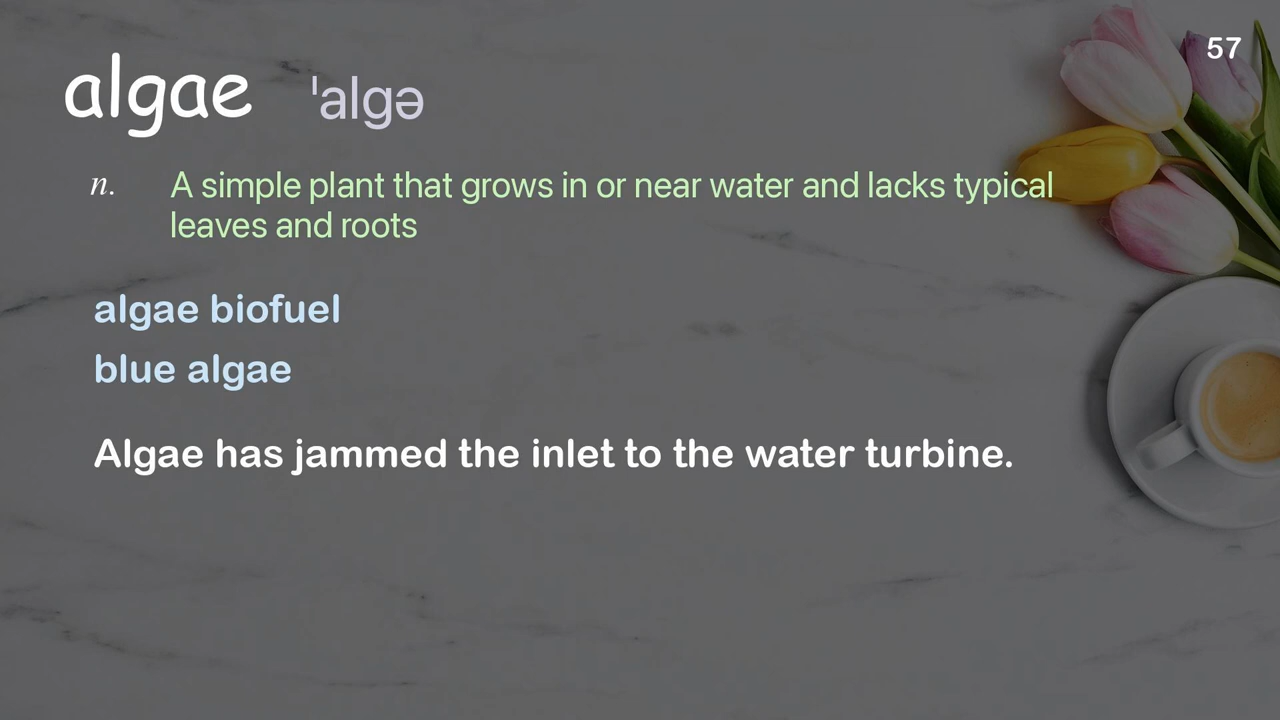 57
algae ˈalgə
n. A simple plant that grows in or near water and lacks typical
leaves and roots
algae biofuel
blue algae
Algae has jammed the inlet to the water turbine.